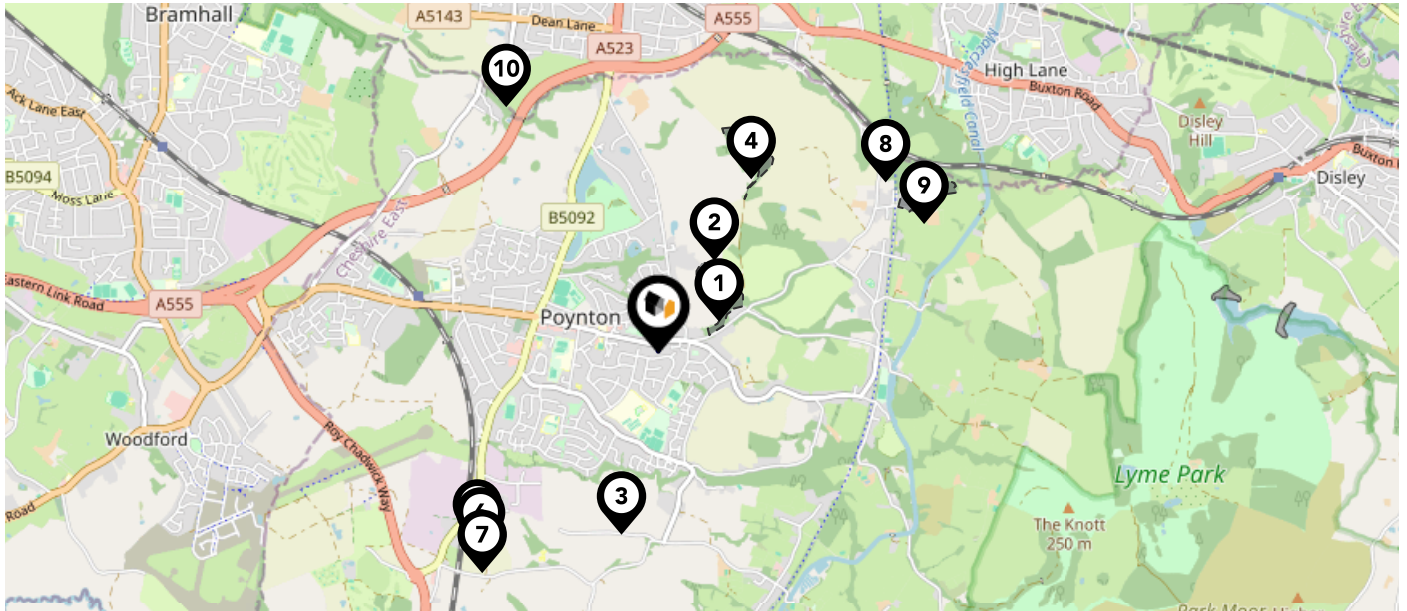 Bramhall
A5143
Dean Lane
A555
A523
10
High Lane
Macclesfield Canal
Buxton Road
Cheshire E
Ack Lane East
Disley
Hill
4
8
Buxton
B5094
Moss Lane
9
Disley
B5092
2
Cheshire East
1
Eastern Link Road
A555
Poynton
Woodford
Roy Chadwick Way
Lyme Park
3
Road
6
7
The Knott
250 m
Park Moor